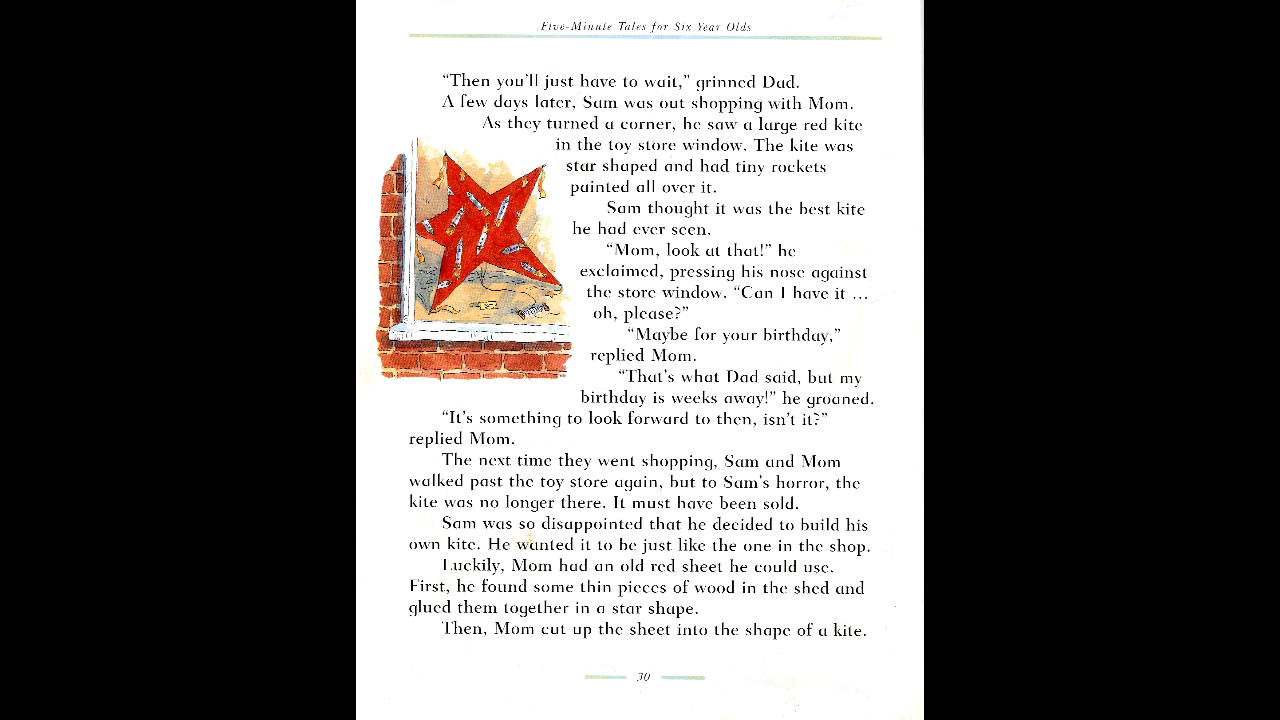 Five-Minute Tales for Six Year Olds
“Then you’ll just have to wait,” grinned Dad.
A few days later, Sam was out shopping with Mom.
As they turned a corner, he saw a large red kite
in the toy store window. The kite was
star shaped and had tiny rockets
painted all over it.
Sam thought it was the best kite
he had ever seen.
“Mom, look at that!” he
exclaimed, pressing his nose against
the store window. “Can I have it ...
oh, please?”
“Maybe for your birthday,”
replied Mom.
“That’s what Dad said, but my
birthday is weeks away!” he groaned.
“It’s something to look forward to then, isn’t it?”
replied Mom.
The next time they went shopping, Sam and Mom
walked past the toy store again, but to Sam’s horror, the
kite was no longer there. It must have been sold.
Sam was so disappointed that he decided to build his
own kite. He wanted it to be just like the one in the shop.
Luckily, Mom had an old red sheet he could use.
First, he found some thin pieces of wood in the shed and
glued them together in a star shape.
Then, Mom cut up the sheet into the shape of a kite.
30